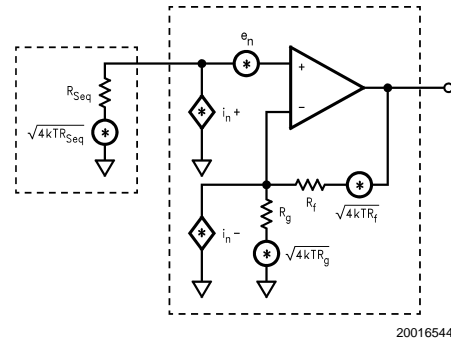 e_n
+
R_Seq
*
i_n+
√4kTR_Seq
*
−
*
R_f
*
√4kTR_f
R_g
*
i_n−
*
√4kTR_g
20016544